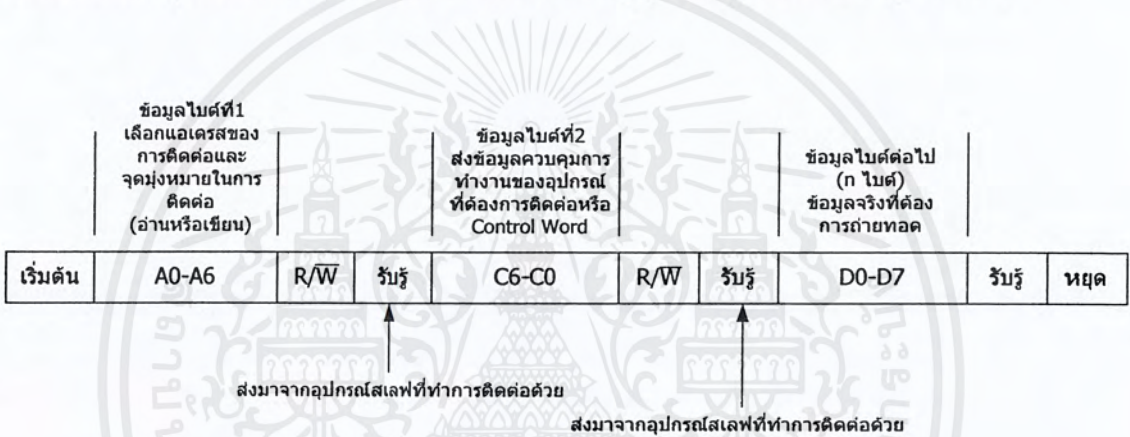 ข้อมูลไบต์ที่1
เลือกแอเดรสของ
การติดต่อและ
จุดมุ่งหมายในการ
ติดต่อ
(อ่านหรือเขียน)
ข้อมูลไบต์ที่2
ส่งข้อมูลควบคุมการ
ทำงานของอุปกรณ์
ที่ต้องการติดต่อหรือ
Control Word
ข้อมูลไบต์ต่อไป
(n ไบต์)
ข้อมูลจริงที่ต้อง
การถ่ายทอด
เริ่มต้น A0-A6 R/W̅ รับรู้ C6-C0 R/W̅ รับรู้ D0-D7 รับรู้ หยุด
ส่งมาจากอุปกรณ์สเลฟที่ทำการติดต่อด้วย
ส่งมาจากอุปกรณ์สเลฟที่ทำการติดต่อด้วย